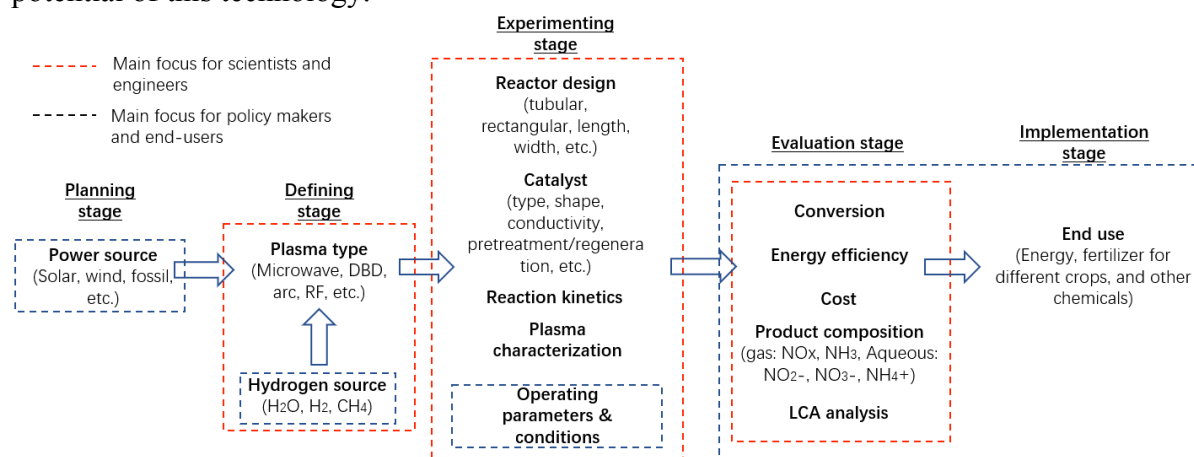 potential of this technology.
Main focus for scientists and
engineers
Main focus for policy makers
and end-users
Planning
stage
Power source
(Solar, wind, fossil,
etc.)
Defining
stage
Plasma type
(Microwave, DBD,
arc, RF, etc.)
Hydrogen source
(H2O, H2, CH4)
Experimenting
stage
Reactor design
(tubular,
rectangular, length,
width, etc.)
Catalyst
(type, shape,
conductivity,
pretreatment/regenera
tion, etc.)
Reaction kinetics
Plasma
characterization
Operating
parameters &
conditions
Evaluation stage
Conversion
Energy efficiency
Cost
Product composition
(gas: NOx, NH3, Aqueous:
NO2-, NO3-, NH4+)
LCA analysis
Implementation
stage
End use
(Energy, fertilizer for
different crops, and other
chemicals)